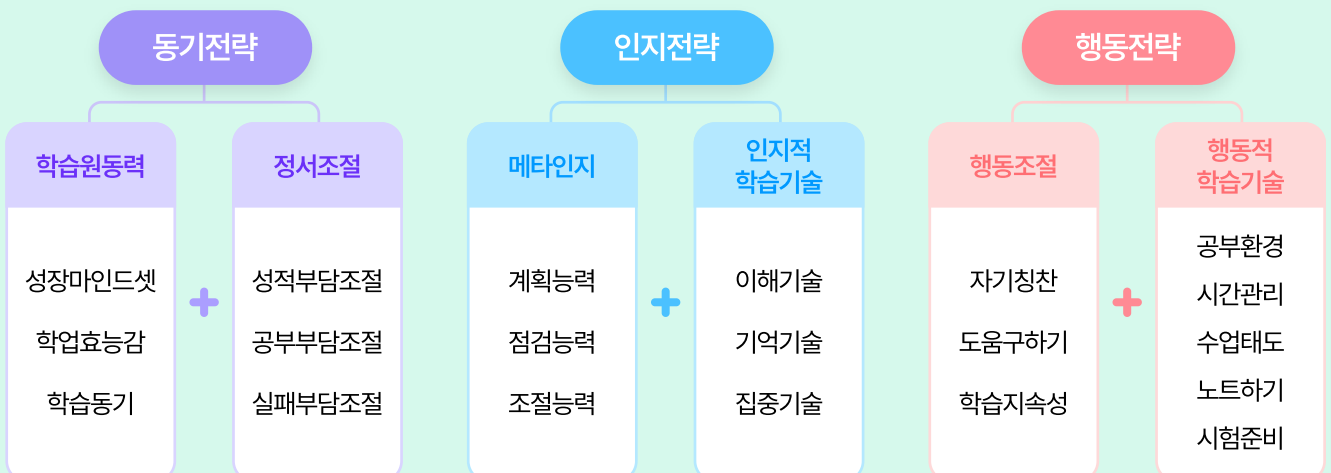 동기전략
학습원동력
성장마인드셋
학업효능감
학습동기
정서조절
성적부담조절
공부부담조절
실패부담조절
인지전략
메타인지
계획능력
점검능력
조절능력
인지적
학습기술
이해기술
기억기술
집중기술
행동전략
행동조절
자기칭찬
도움구하기
학습지속성
행동적
학습기술
공부환경
시간관리
수업태도
노트하기
시험준비